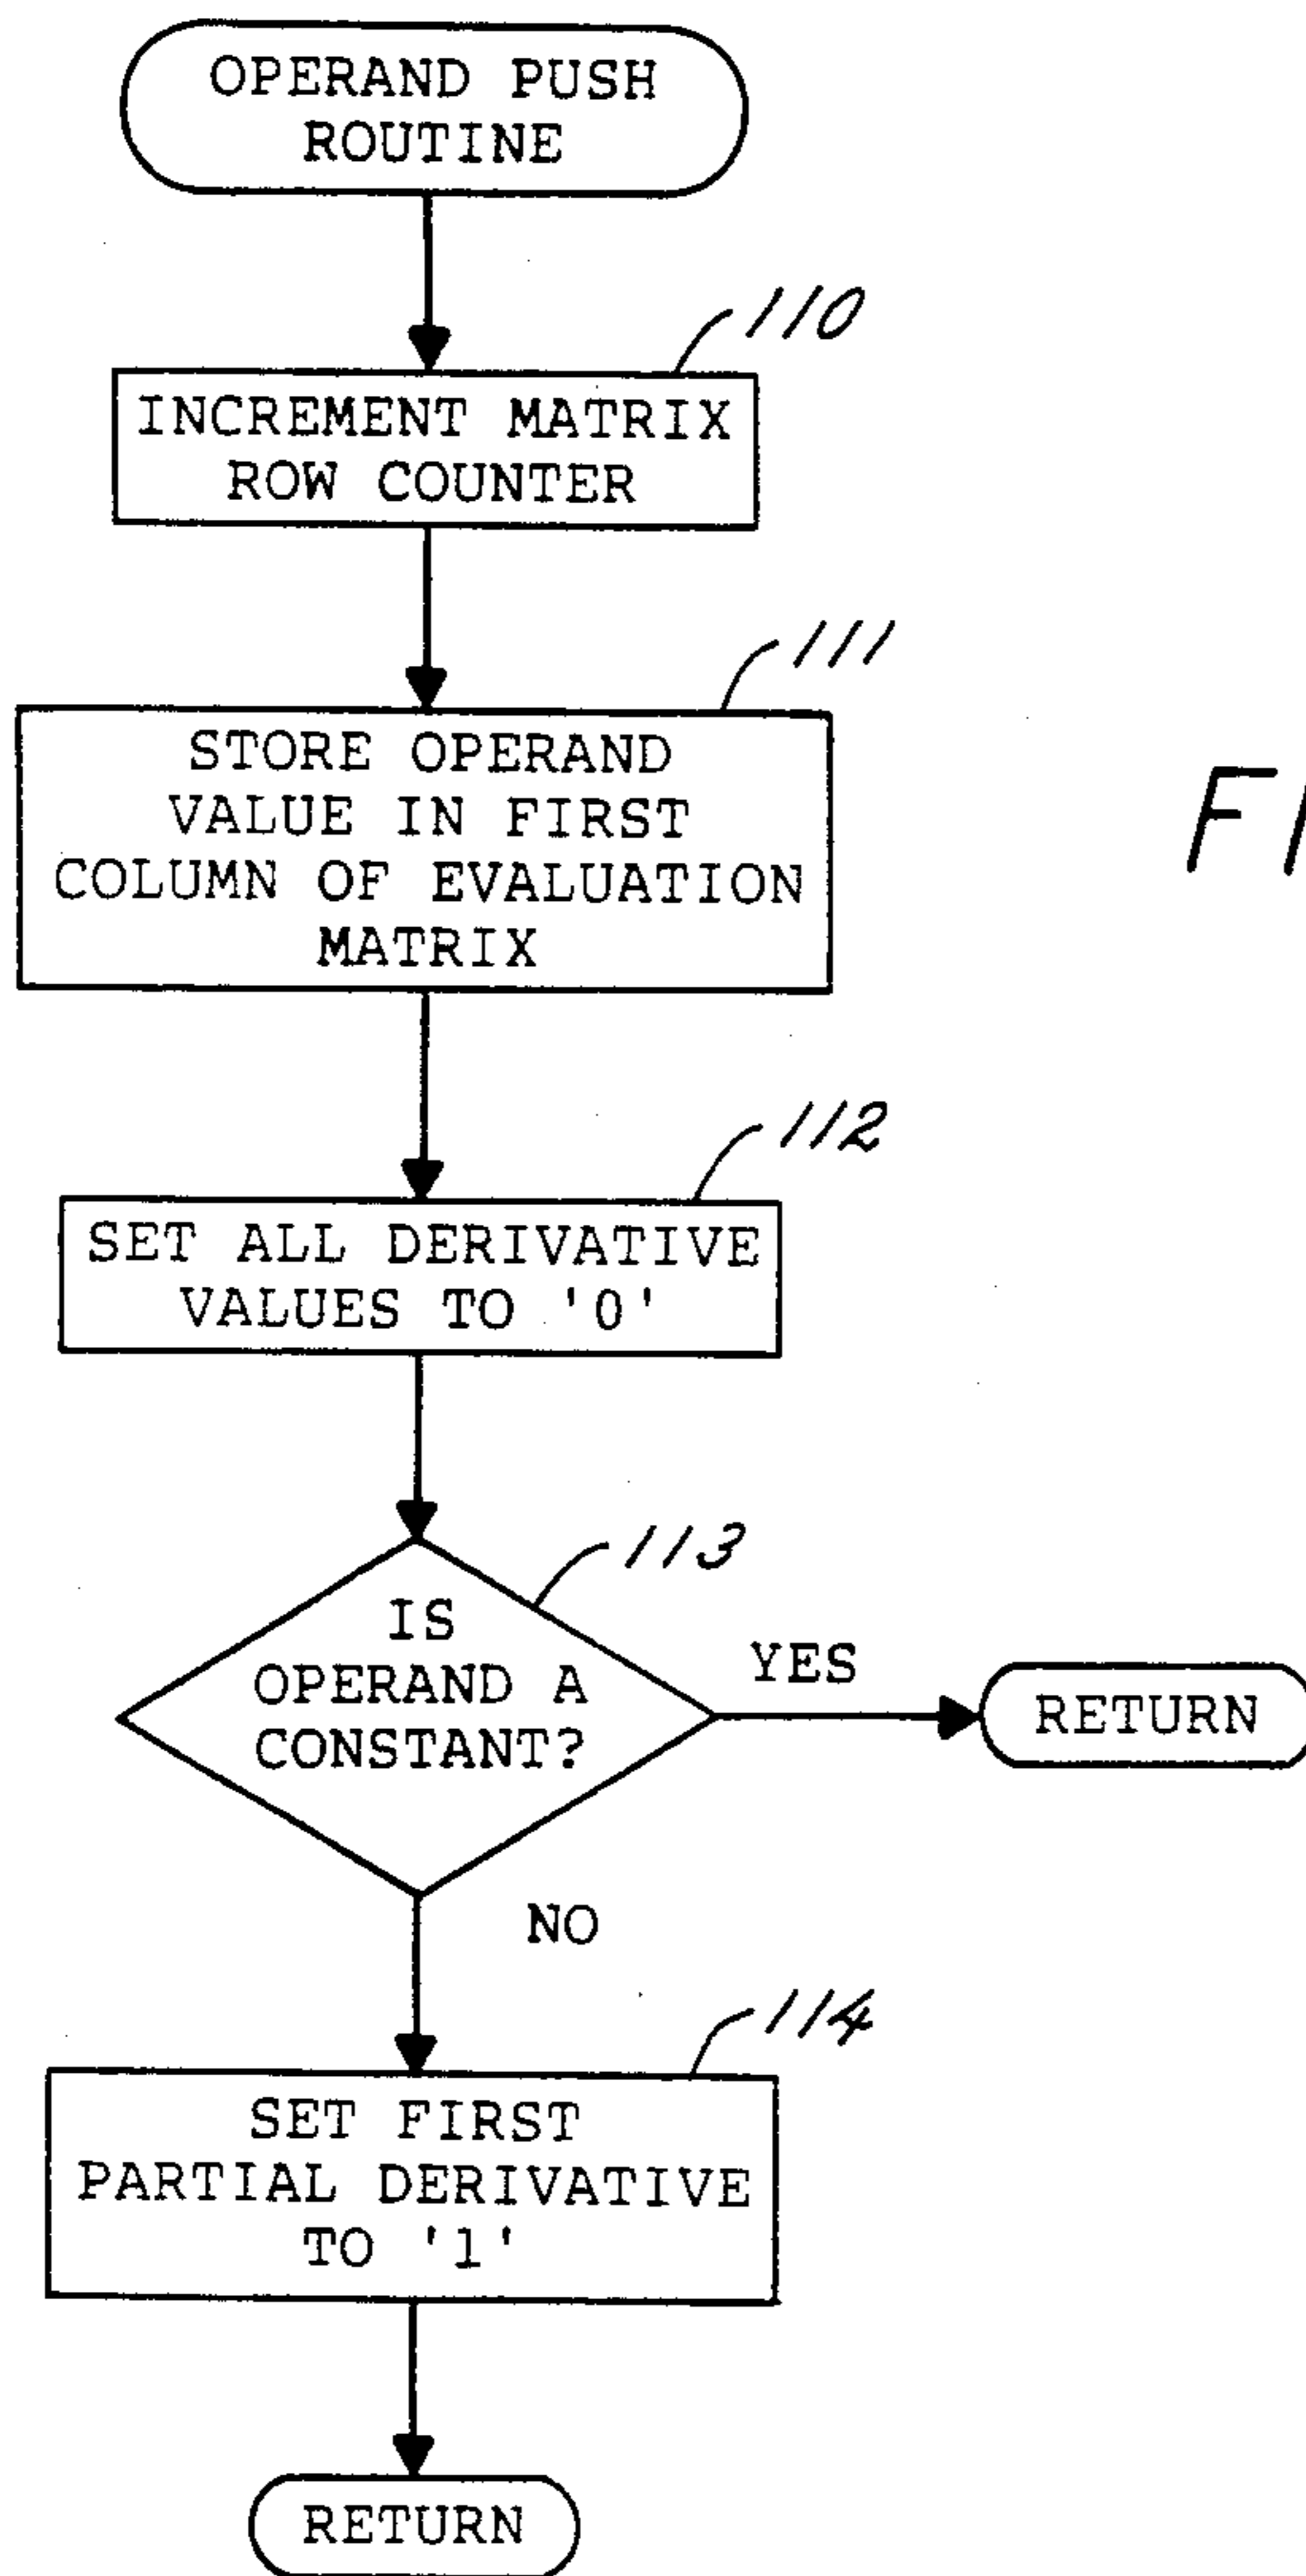 OPERAND PUSH
ROUTINE
110
INCREMENT MATRIX
ROW COUNTER
111
STORE OPERAND
VALUE IN FIRST
COLUMN OF EVALUATION
MATRIX
FI
112
SET ALL DERIVATIVE
VALUES TO '0'
113
IS
OPERAND A
CONSTANT?
YES
RETURN
NO
114
SET FIRST
PARTIAL DERIVATIVE
TO '1'
RETURN